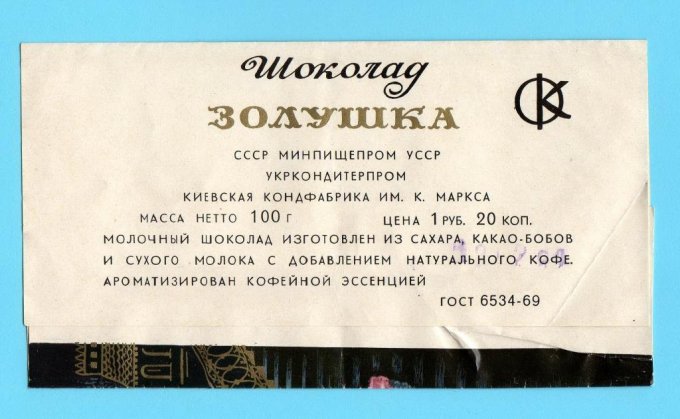 Шоколад
ЗОЛУШКА
СССР МИНПИЩЕПРОМ УССР
УКРКОНДИТЕРПРОМ
КИЕВСКАЯ КОНДФАБРИКА ИМ. К. МАРКСА
МАССА НЕТТО 100 Г ЦЕНА 1 РУБ. 20 КОП.
МОЛОЧНЫЙ ШОКОЛАД ИЗГОТОВЛЕН ИЗ САХАРА, КАКАО-БОБОВ
И СУХОГО МОЛОКА С ДОБАВЛЕНИЕМ НАТУРАЛЬНОГО КОФЕ.
АРОМАТИЗИРОВАН КОФЕЙНОЙ ЭССЕНЦИЕЙ
ГОСТ 6534-69